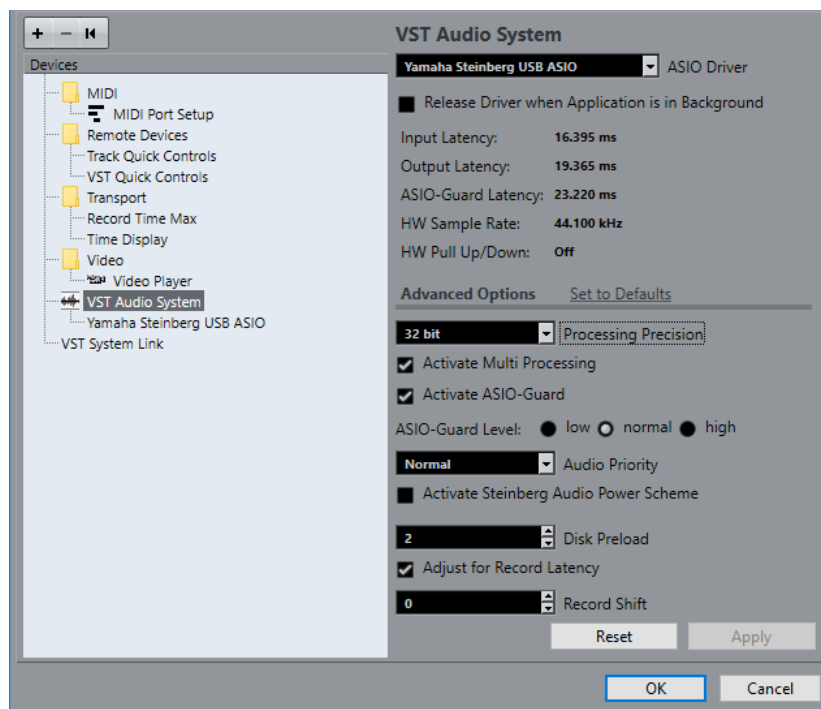 Devices
MIDI
MIDI Port Setup
Remote Devices
Track Quick Controls
VST Quick Controls
Transport
Record Time Max
Time Display
Video
Video Player
VST Audio System
Yamaha Steinberg USB ASIO
VST System Link
VST Audio System
Yamaha Steinberg USB ASIO ASIO Driver
Release Driver when Application is in Background
Input Latency: 16.395 ms
Output Latency: 19.365 ms
ASIO-Guard Latency: 23.220 ms
HW Sample Rate: 44.100 kHz
HW Pull Up/Down: Off
Advanced Options Set to Defaults
32 bit Processing Precision
Activate Multi Processing
Activate ASIO-Guard
ASIO-Guard Level: low normal high
Normal Audio Priority
Activate Steinberg Audio Power Scheme
2 Disk Preload
Adjust for Record Latency
0 Record Shift
Reset Apply
OK Cancel